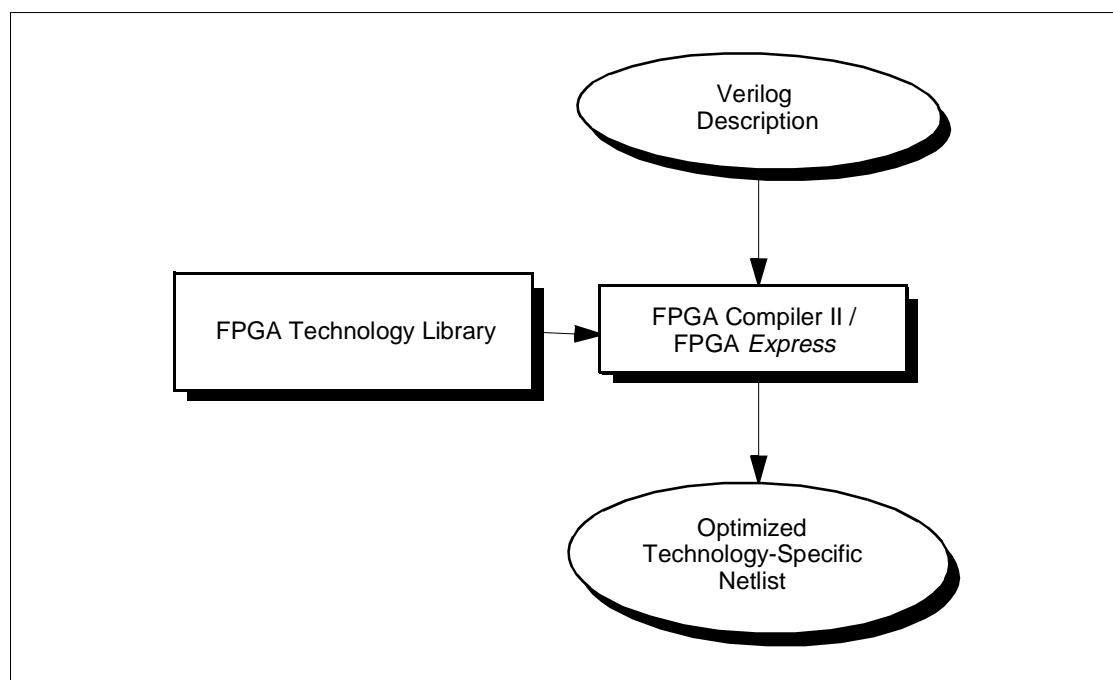 Verilog
Description
FPGA Technology Library
FPGA Compiler II /
FPGA Express
Optimized
Technology-Specific
Netlist